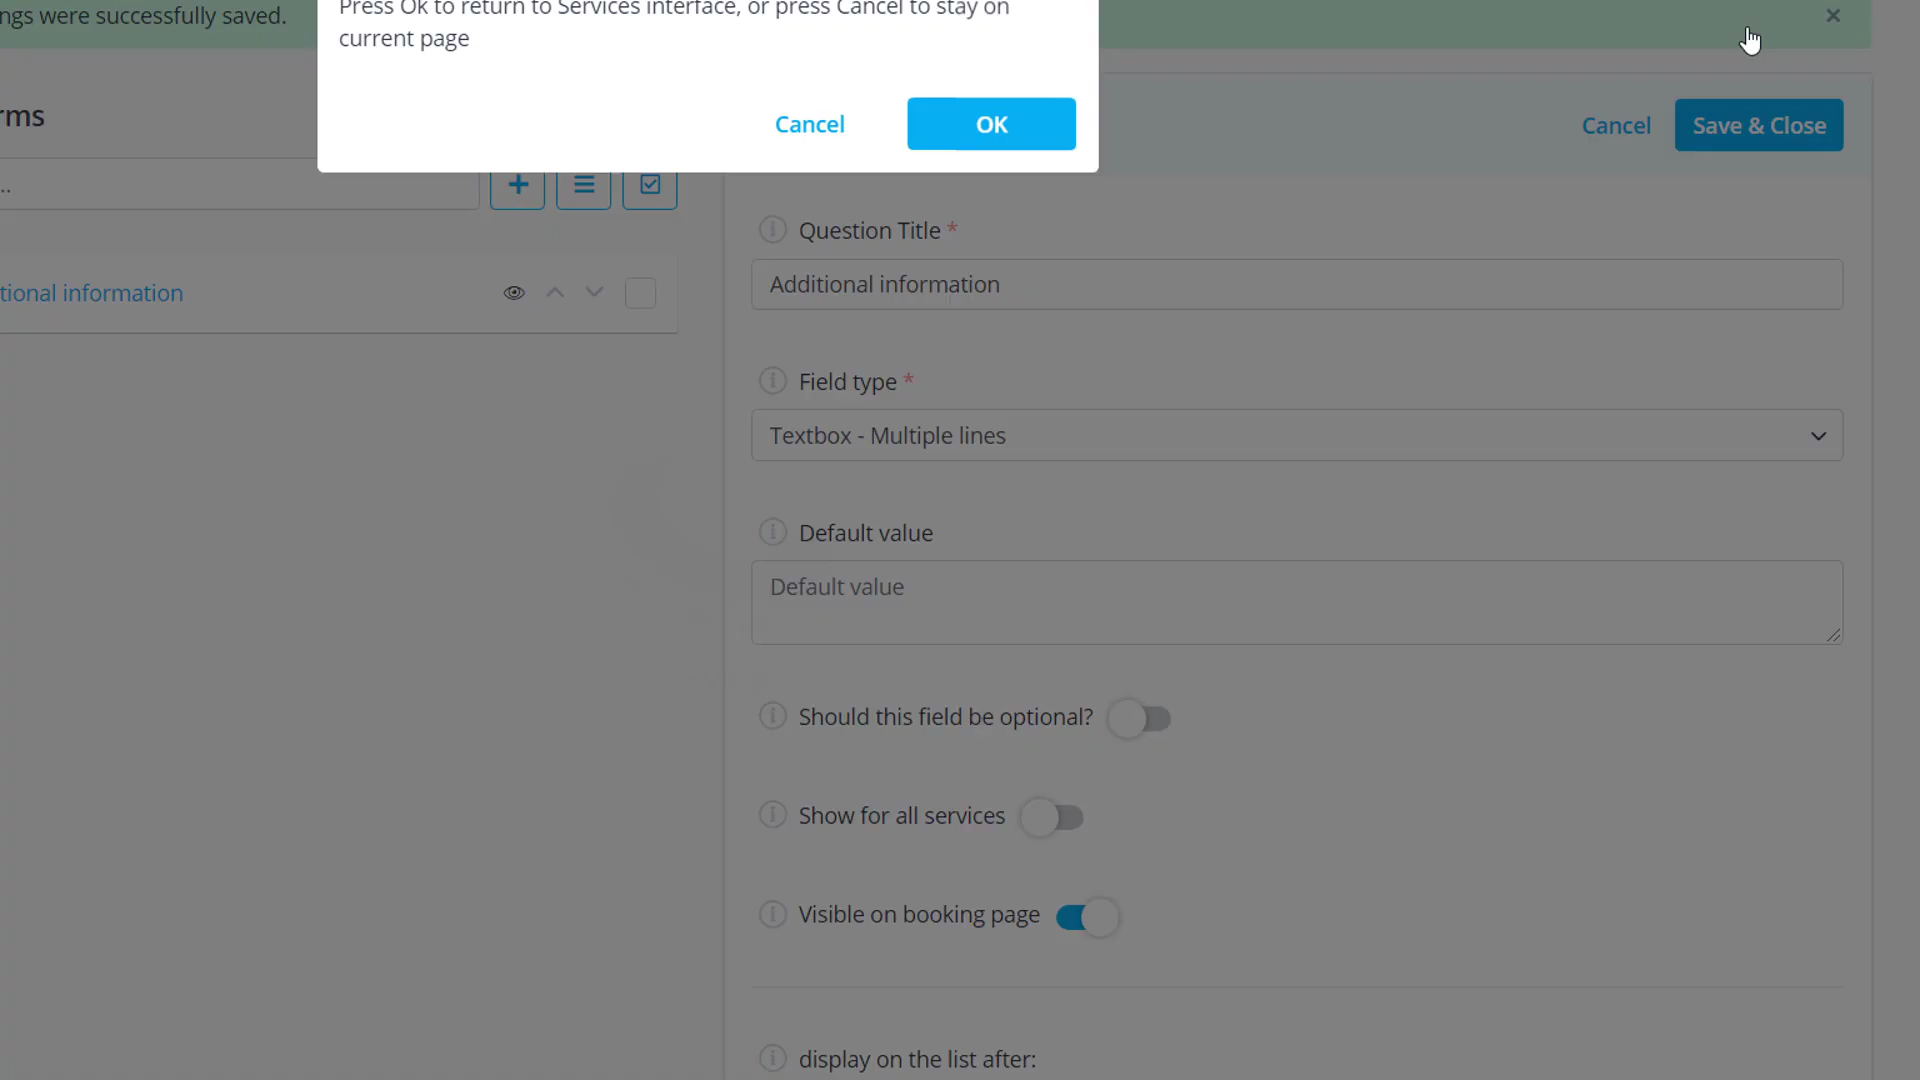 ngs were successfully saved.
Press Ok to return to Services interface, or press Cancel to stay on
current page
Cancel
OK
rms
Cancel
Save & Close
..
Question Title *
Additional information
tional information
Field type *
Textbox - Multiple lines
Default value
Default value
Should this field be optional?
Show for all services
Visible on booking page
display on the list after: